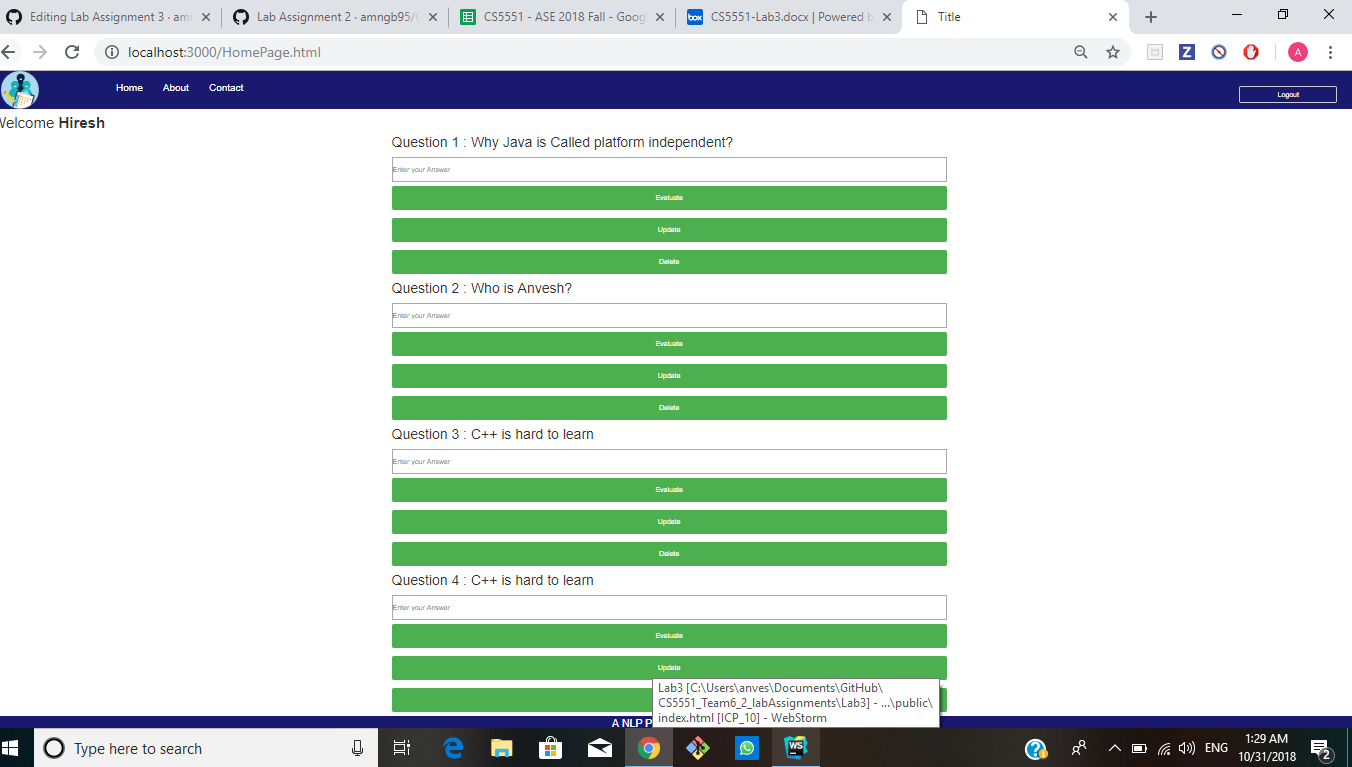 Editing Lab Assignment 3 · am
Lab Assignment 2 · amngb95/
CS5551 - ASE 2018 Fall - Goog
box
CS5551-Lab3.docx | Powered b
Title
localhost:3000/HomePage.html
Z
A
Home
About
Contact
Logout
Welcome Hiresh
Question 1 : Why Java is Called platform independent?
Enter your Answer
Evaluate
Update
Delete
Question 2 : Who is Anvesh?
Enter your Answer
Evaluate
Update
Delete
Question 3 : C++ is hard to learn
Enter your Answer
Evaluate
Update
Delete
Question 4 : C++ is hard to learn
Enter your Answer
Evaluate
Update
Lab3 [C:\Users\anves\Documents\GitHub\
CS5551_Team6_2_labAssignments\Lab3] - ...\public\
index.html [ICP_10] - WebStorm
A NLP P
Type here to search
WS
ENG
1:29 AM
10/31/2018
2